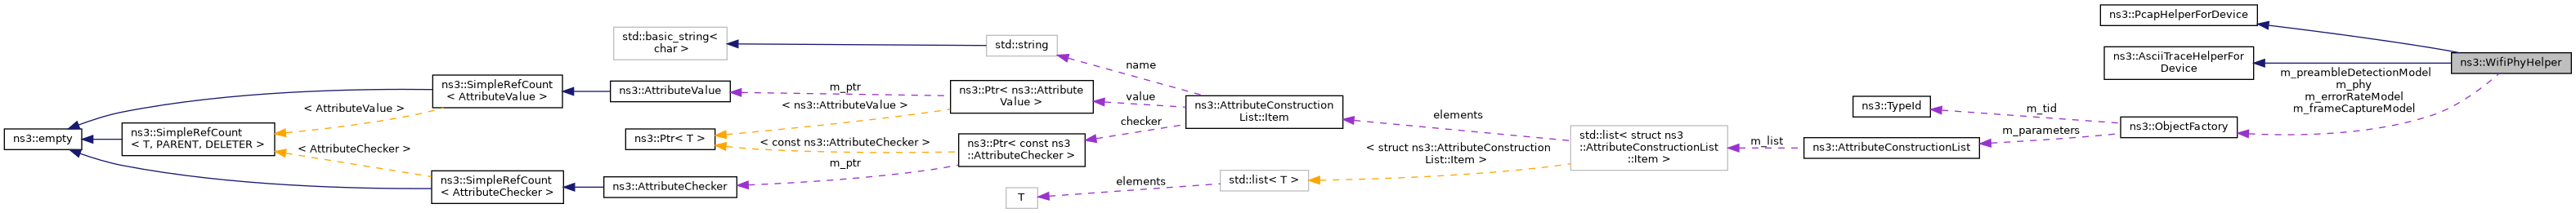 ns3::empty
ns3::SimpleRefCount
< T, PARENT, DELETER >
< AttributeValue >
< AttributeChecker >
ns3::SimpleRefCount
< AttributeValue >
ns3::SimpleRefCount
< AttributeChecker >
std::basic_string<
char >
ns3::AttributeValue
ns3::Ptr< T >
ns3::AttributeChecker
m_ptr
< ns3::AttributeValue >
< const ns3::AttributeChecker >
m_ptr
std::string
ns3::Ptr< ns3::Attribute
Value >
ns3::Ptr< const ns3
::AttributeChecker >
T
name
value
checker
elements
ns3::AttributeConstruction
List::Item
std::list< T >
elements
< struct ns3::AttributeConstruction
List::Item >
std::list< struct ns3
::AttributeConstructionList
::Item >
m_list
ns3::TypeId
ns3::AttributeConstructionList
m_tid
m_parameters
ns3::PcapHelperForDevice
ns3::AsciiTraceHelperFor
Device
ns3::ObjectFactory
m_preambleDetectionModel
m_phy
m_errorRateModel
m_frameCaptureModel
ns3::WifiPhyHelper